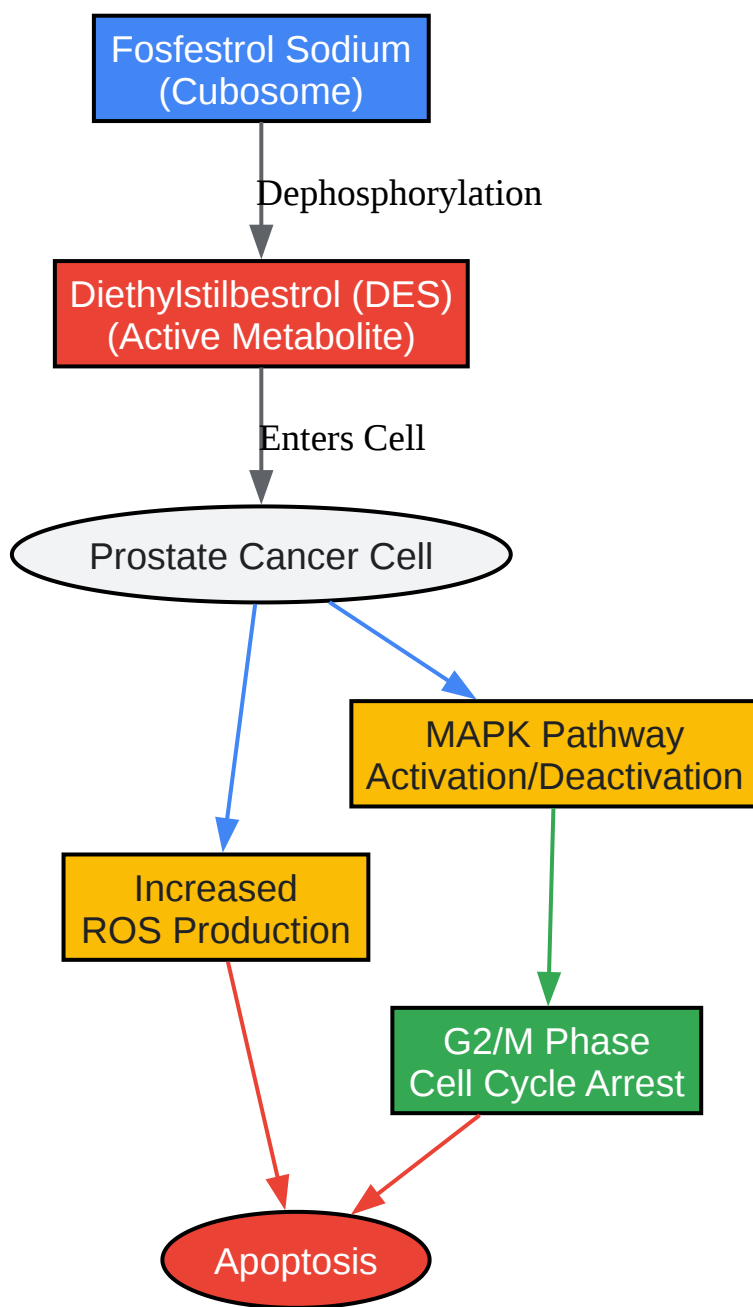 Fosfestrol Sodium
(Cubosome)
Dephosphorylation
Diethylstilbestrol (DES)
(Active Metabolite)
Enters Cell
Prostate Cancer Cell
MAPK Pathway
Activation/Deactivation
Increased
ROS Production
G2/M Phase
Cell Cycle Arrest
Apoptosis